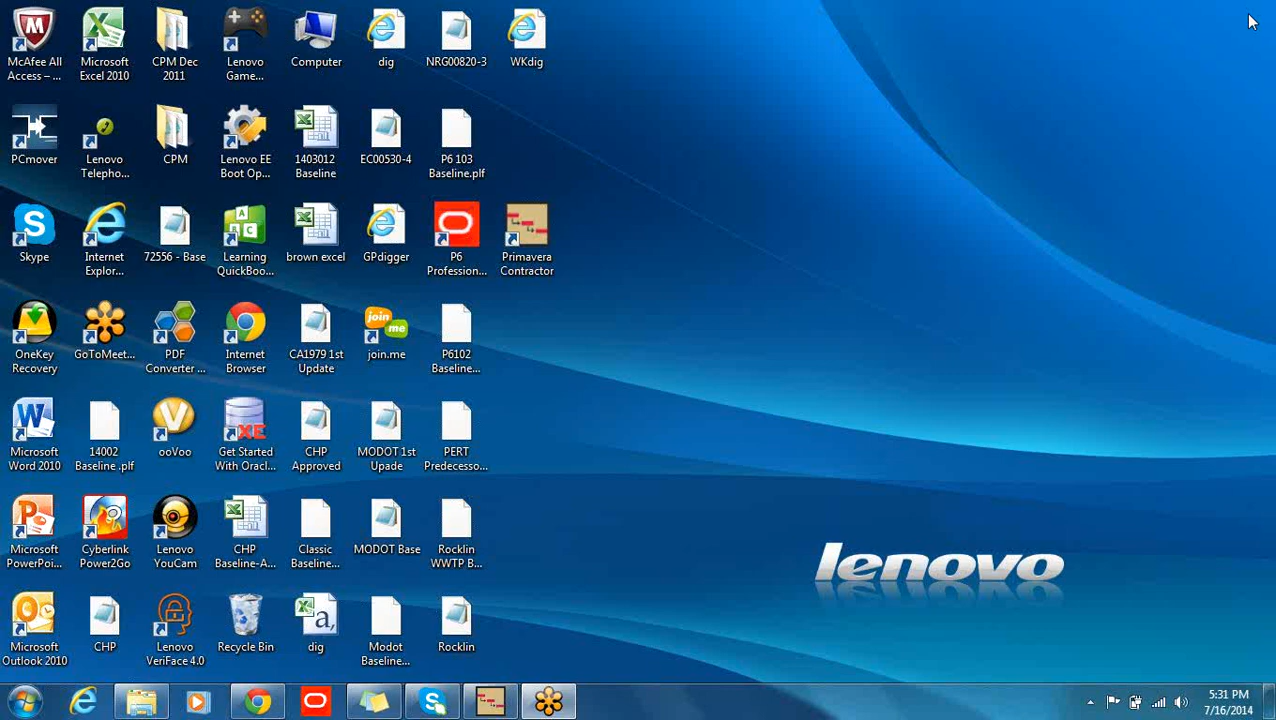 McAfee All
Access – ...
Microsoft
Excel 2010
CPM Dec
2011
Lenovo
Game...
Computer
dig
NRG00820-3
WKdig
PCmover
Lenovo
Telepho...
CPM
Lenovo EE
Boot Op...
1403012
Baseline
EC00530-4
P6 103
Baseline.plf
Skype
Internet
Explor...
72556 - Base
Learning
QuickBoo...
brown excel
GPdigger
P6
Profession...
Primavera
Contractor
OneKey
Recovery
GoToMeet...
PDF
Converter ...
Internet
Browser
CA1979 1st
Update
join
me
join.me
P6102
Baseline...
Microsoft
Word 2010
14002
Baseline .plf
ooVoo
XE
Get Started
With Oracl...
CHP
Approved
MODOT 1st
Upade
PERT
Predecesso...
Microsoft
PowerPoi...
Cyberlink
Power2Go
Lenovo
YouCam
CHP
Baseline-A...
Classic
Baseline...
MODOT Base
Rocklin
WWTP B...
lenovo
Microsoft
Outlook 2010
CHP
Lenovo
VeriFace 4.0
Recycle Bin
a,
dig
Modot
Baseline...
Rocklin
5:31 PM
7/16/2014